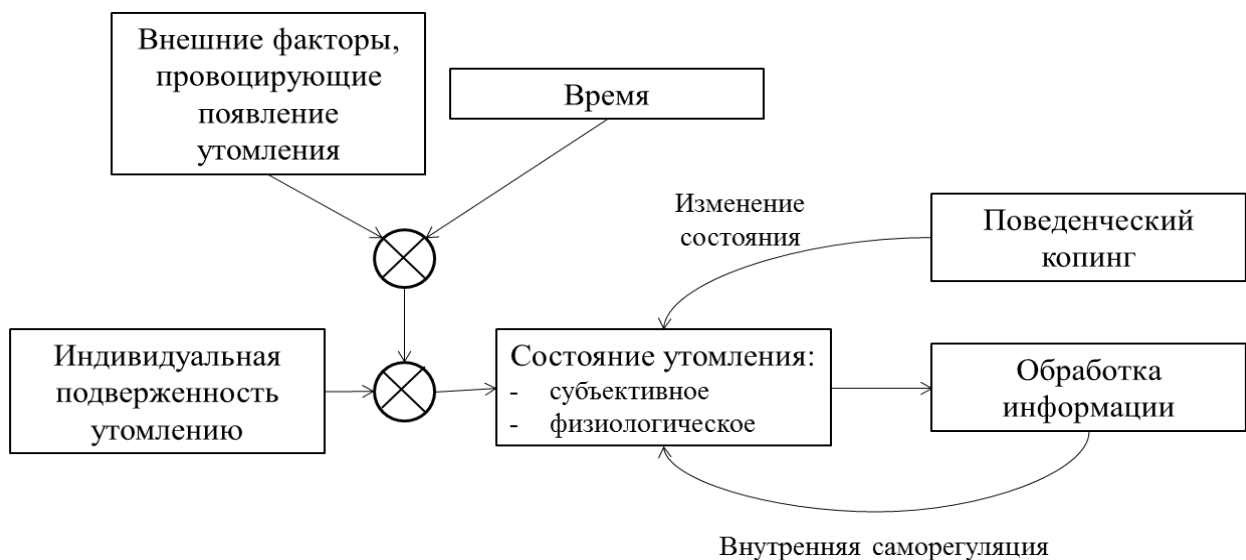 Внешние факторы,
провоцирующие
появление
утомления
Время
Изменение
состояния
Поведенческий
копинг
Индивидуальная
подверженность
утомлению
Состояние утомления:
- субъективное
- физиологическое
Обработка
информации
Внутренняя саморегуляция